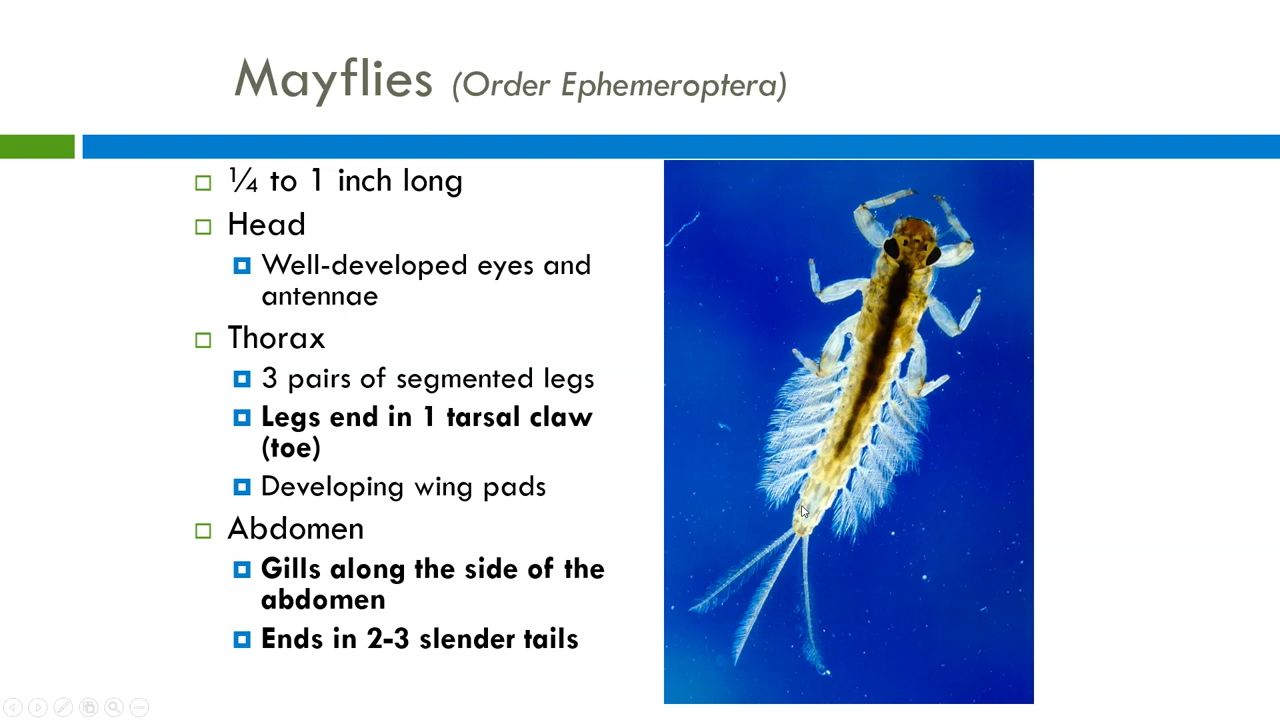 Mayflies (Order Ephemeroptera)
¼ to 1 inch long
Head
Well-developed eyes and
antennae
Thorax
3 pairs of segmented legs
Legs end in 1 tarsal claw
(toe)
Developing wing pads
Abdomen
Gills along the side of the
abdomen
Ends in 2-3 slender tails